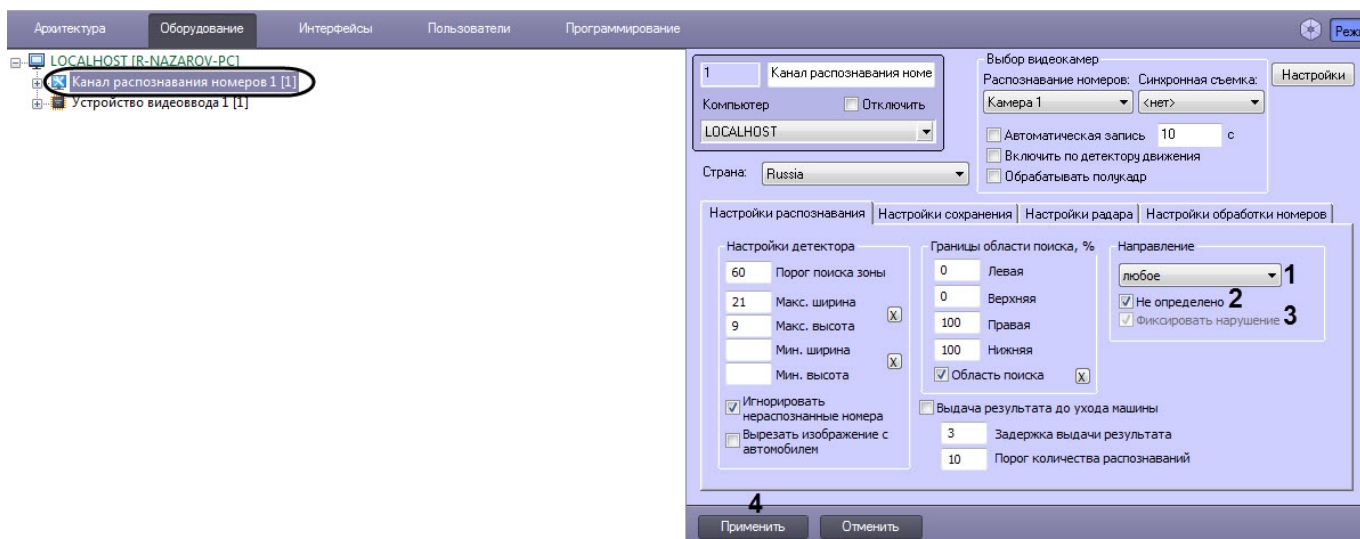 Архитектура Оборудование Интерфейсы Пользователи Программирование
LOCALHOST [R-NAZAROV-PC]
Канал распознавания номеров 1 [1]
Устройство видеоввода 1 [1]
1 Канал распознавания номе
Компьютер Отключить
LOCALHOST
Страна: Russia
Выбор видеокамер
Распознавание номеров: Синхронная съемка:
Камера 1 <нет>
Автоматическая запись 10 с
Включить по детектору движения
Обрабатывать полукадр
Настройки
Настройки распознавания Настройки сохранения Настройки радара Настройки обработки номеров
Настройки детектора
60 Порог поиска зоны
21 Макс. ширина
9 Макс. высота
X
Мин. ширина
Мин. высота
X
Игнорировать
нераспознанные номера
Вырезать изображение с
автомобилем
Границы области поиска, %
0 Левая
0 Верхняя
100 Правая
100 Нижняя
Область поиска X
Направление
любое 1
Не определено 2
Фиксировать нарушение 3
Выдача результата до ухода машины
3 Задержка выдачи результата
10 Порог количества распознаваний
4
Применить Отменить